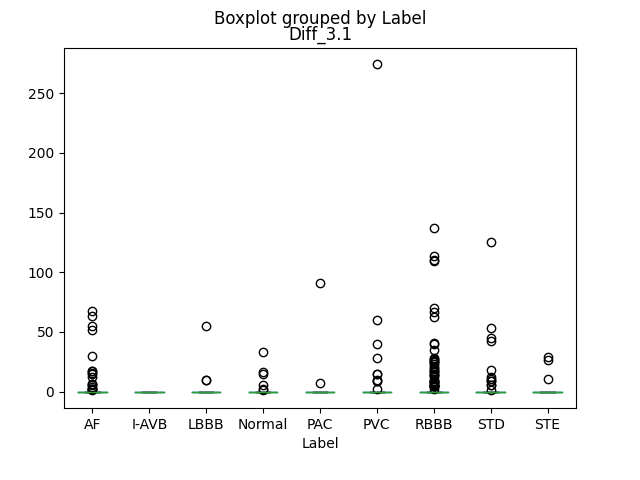 Boxplot grouped by Label
Diff_3.1
250
200
150
100
50
0
AF I-AVB LBBB Normal PAC PVC RBBB STD STE
Label